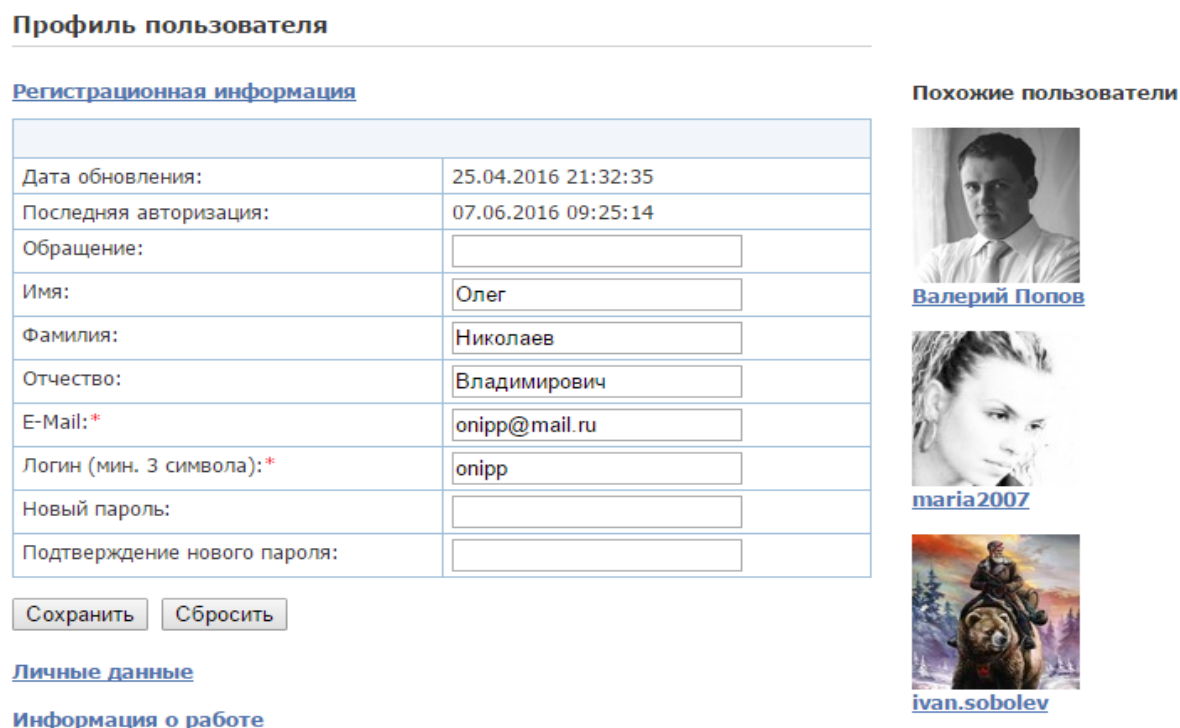 Профиль пользователя
Регистрационная информация
Дата обновления: 25.04.2016 21:32:35
Последняя авторизация: 07.06.2016 09:25:14
Обращение:
Имя: Олег
Фамилия: Николаев
Отчество: Владимирович
E-Mail:* onipp@mail.ru
Логин (мин. 3 символа):* onipp
Новый пароль:
Подтверждение нового пароля:
Сохранить Сбросить
Личные данные
Информация о работе
Похожие пользователи
Валерий Попов
maria2007
ivan.sobolev